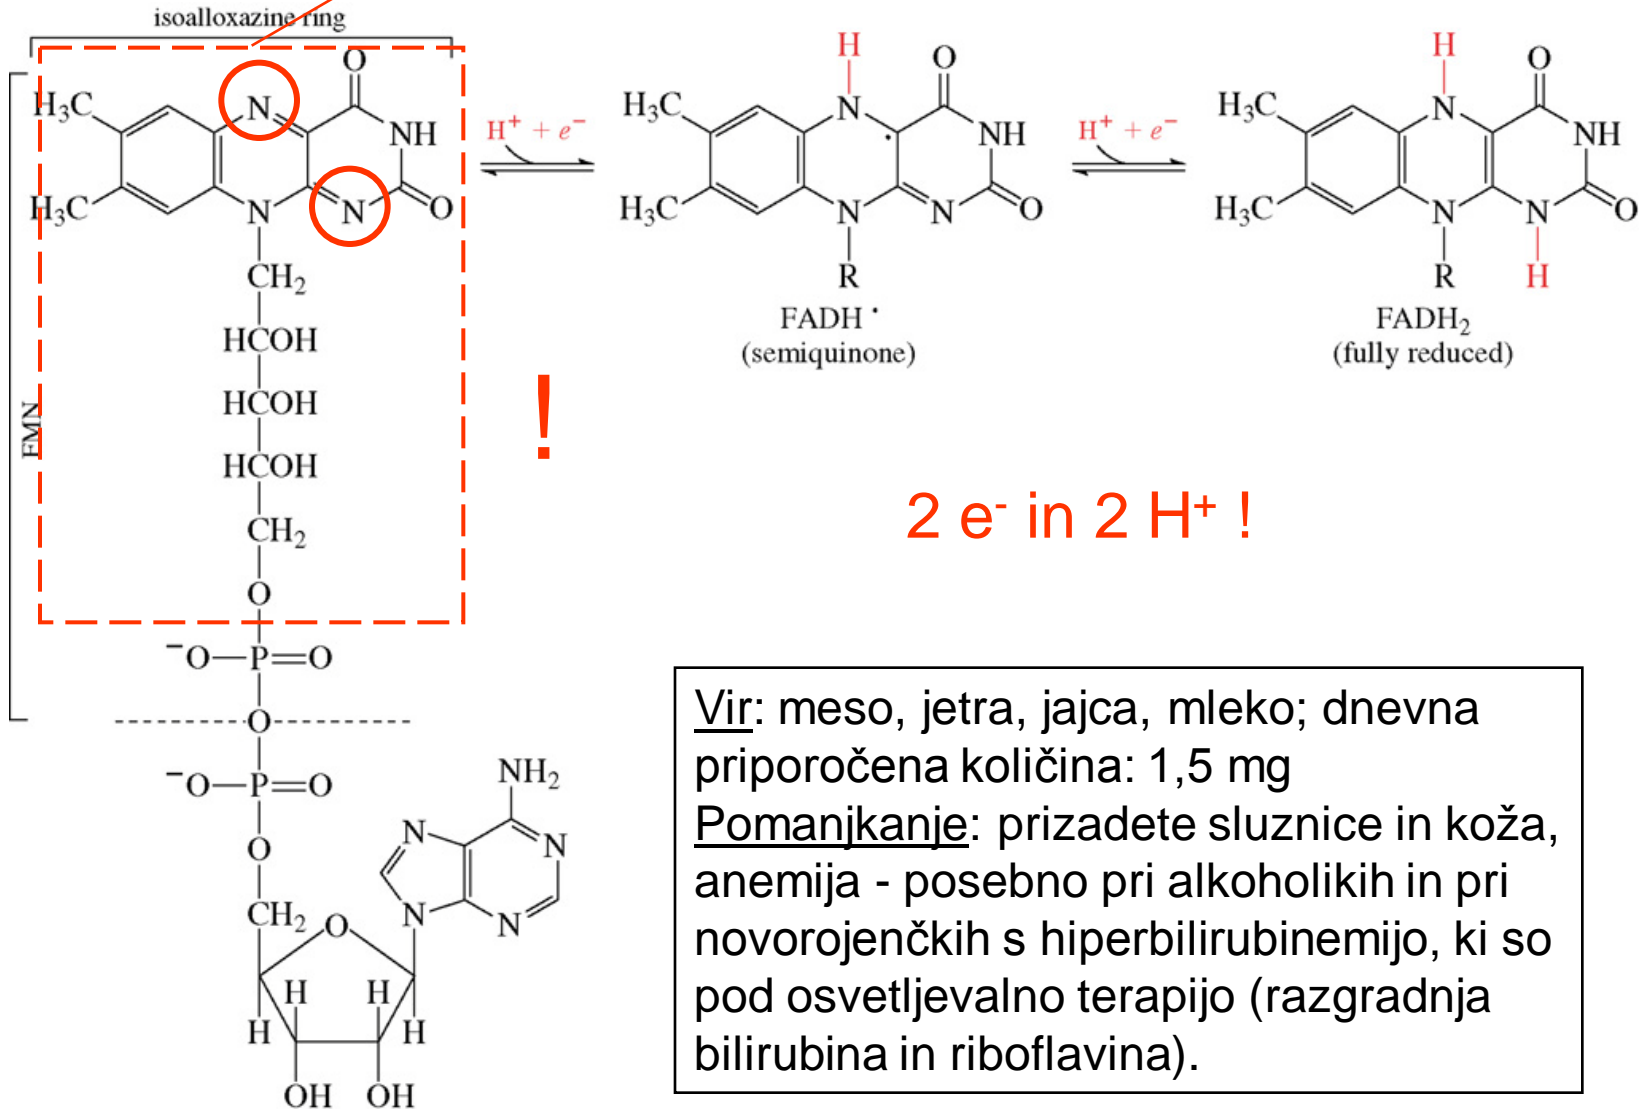 isoalloxazine ring
FMN
H3C
H3C
N
N
N
O
NH
O
CH2
HCOH
HCOH
HCOH
CH2
O
⁻O—P=O
O
⁻O—P=O
O
CH2
O
H H
H H
OH OH
NH2
N
N
N
N
H⁺ + e⁻
H
H3C
H3C
N
N
N
O
NH
O
R
FADH·
(semiquinone)
H⁺ + e⁻
H
H3C
H3C
N
N
N
O
NH
O
R
H
FADH2
(fully reduced)
!
2 e⁻ in 2 H⁺ !
Vir: meso, jetra, jajca, mleko; dnevna
priporočena količina: 1,5 mg
Pomanjkanje: prizadete sluznice in koža,
anemija - posebno pri alkoholikih in pri
novorojenčkih s hiperbilirubinemijo, ki so
pod osvetljevalno terapijo (razgradnja
bilirubina in riboflavina).